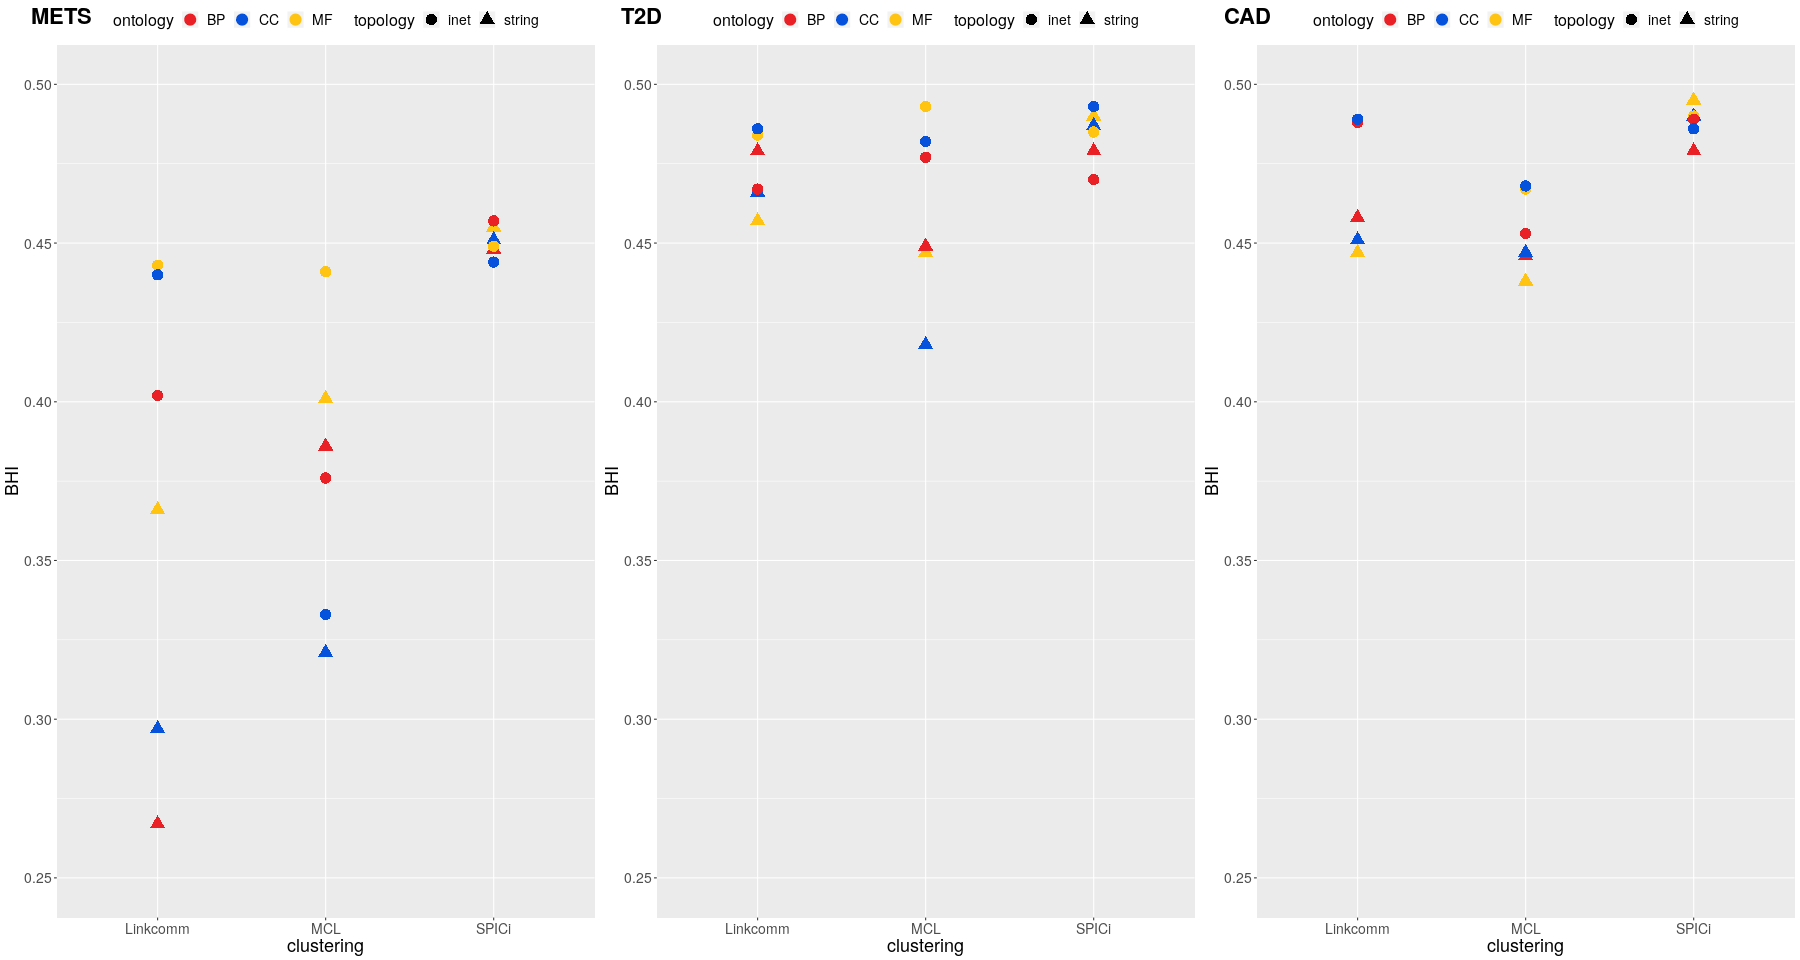 METS ontology BP CC MF topology inet string
BHI
0.50
0.45
0.40
0.35
0.30
0.25
Linkcomm MCL SPICi
clustering
T2D ontology BP CC MF topology inet string
BHI
0.50
0.45
0.40
0.35
0.30
0.25
Linkcomm MCL SPICi
clustering
CAD ontology BP CC MF topology inet string
BHI
0.50
0.45
0.40
0.35
0.30
0.25
Linkcomm MCL SPICi
clustering